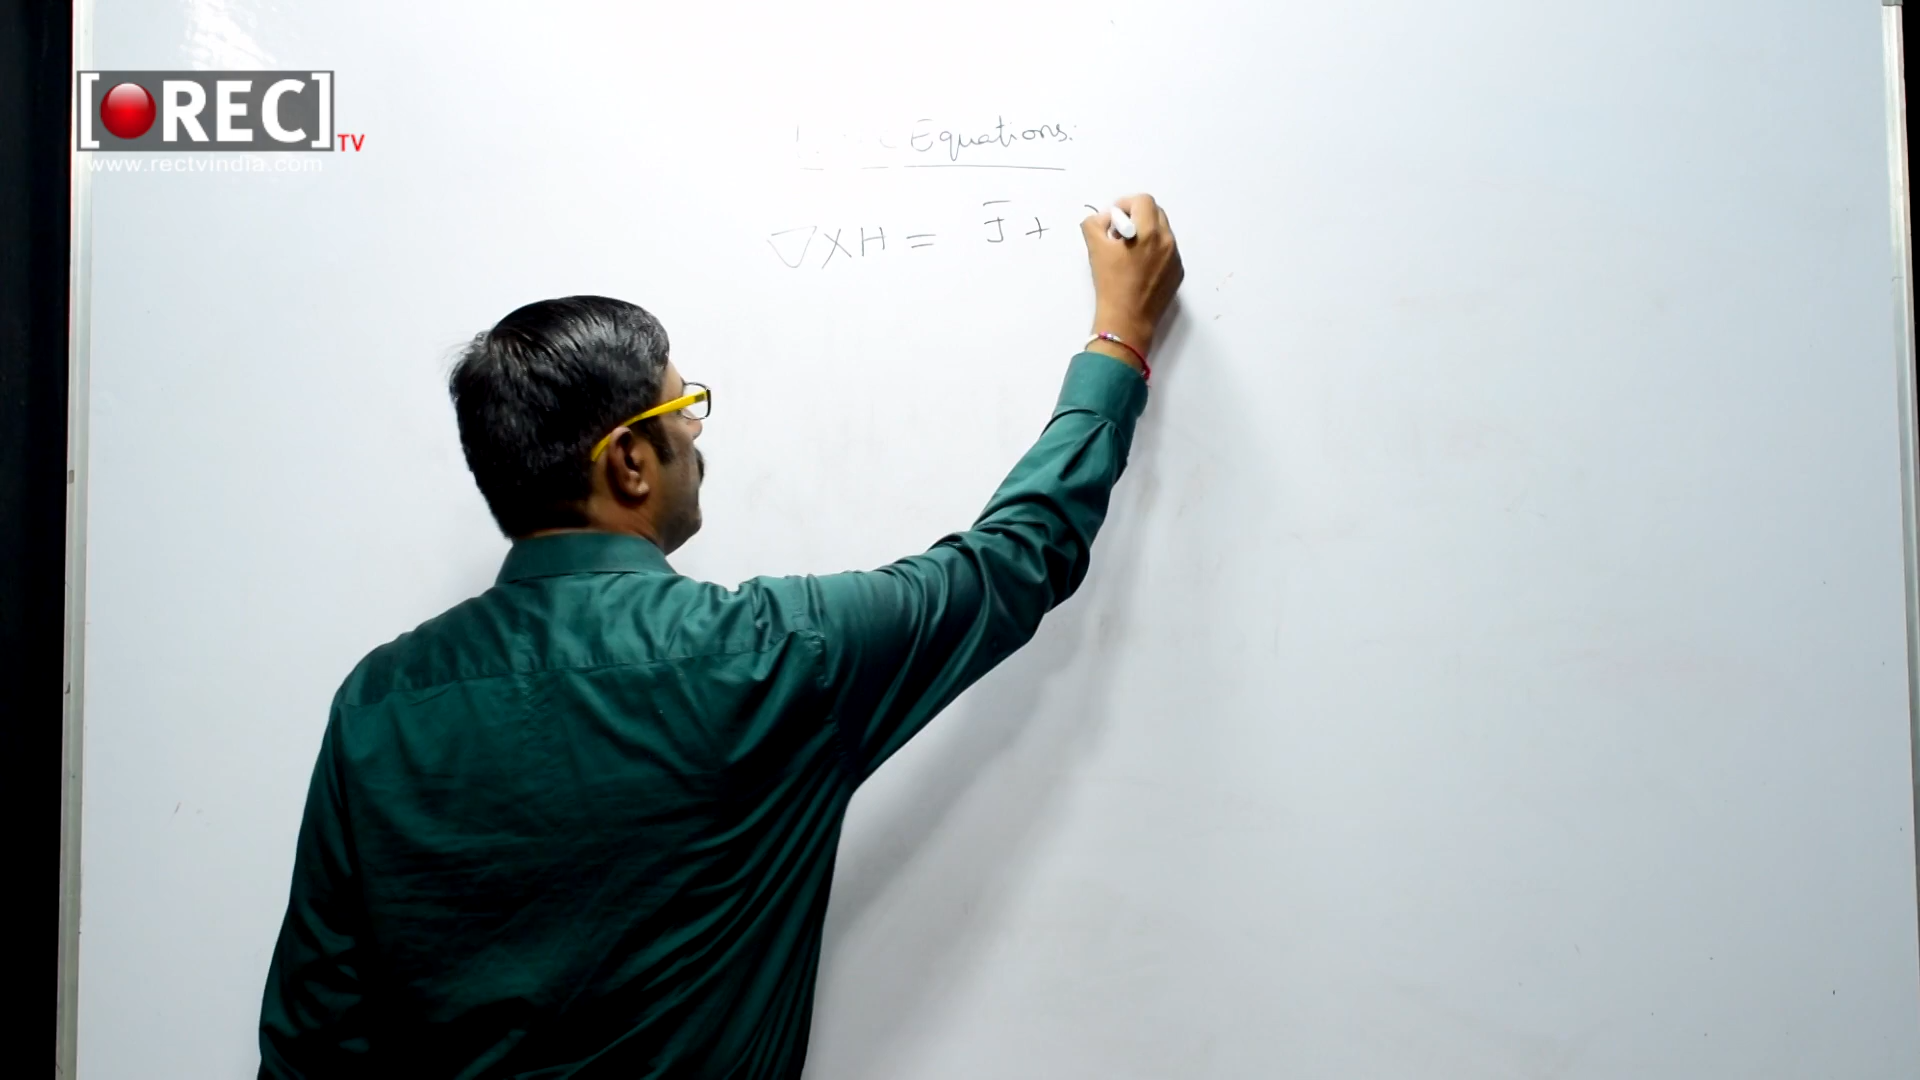 [REC]
TV
www.rectvindia.com
Equations:
▽XH = J̅ +